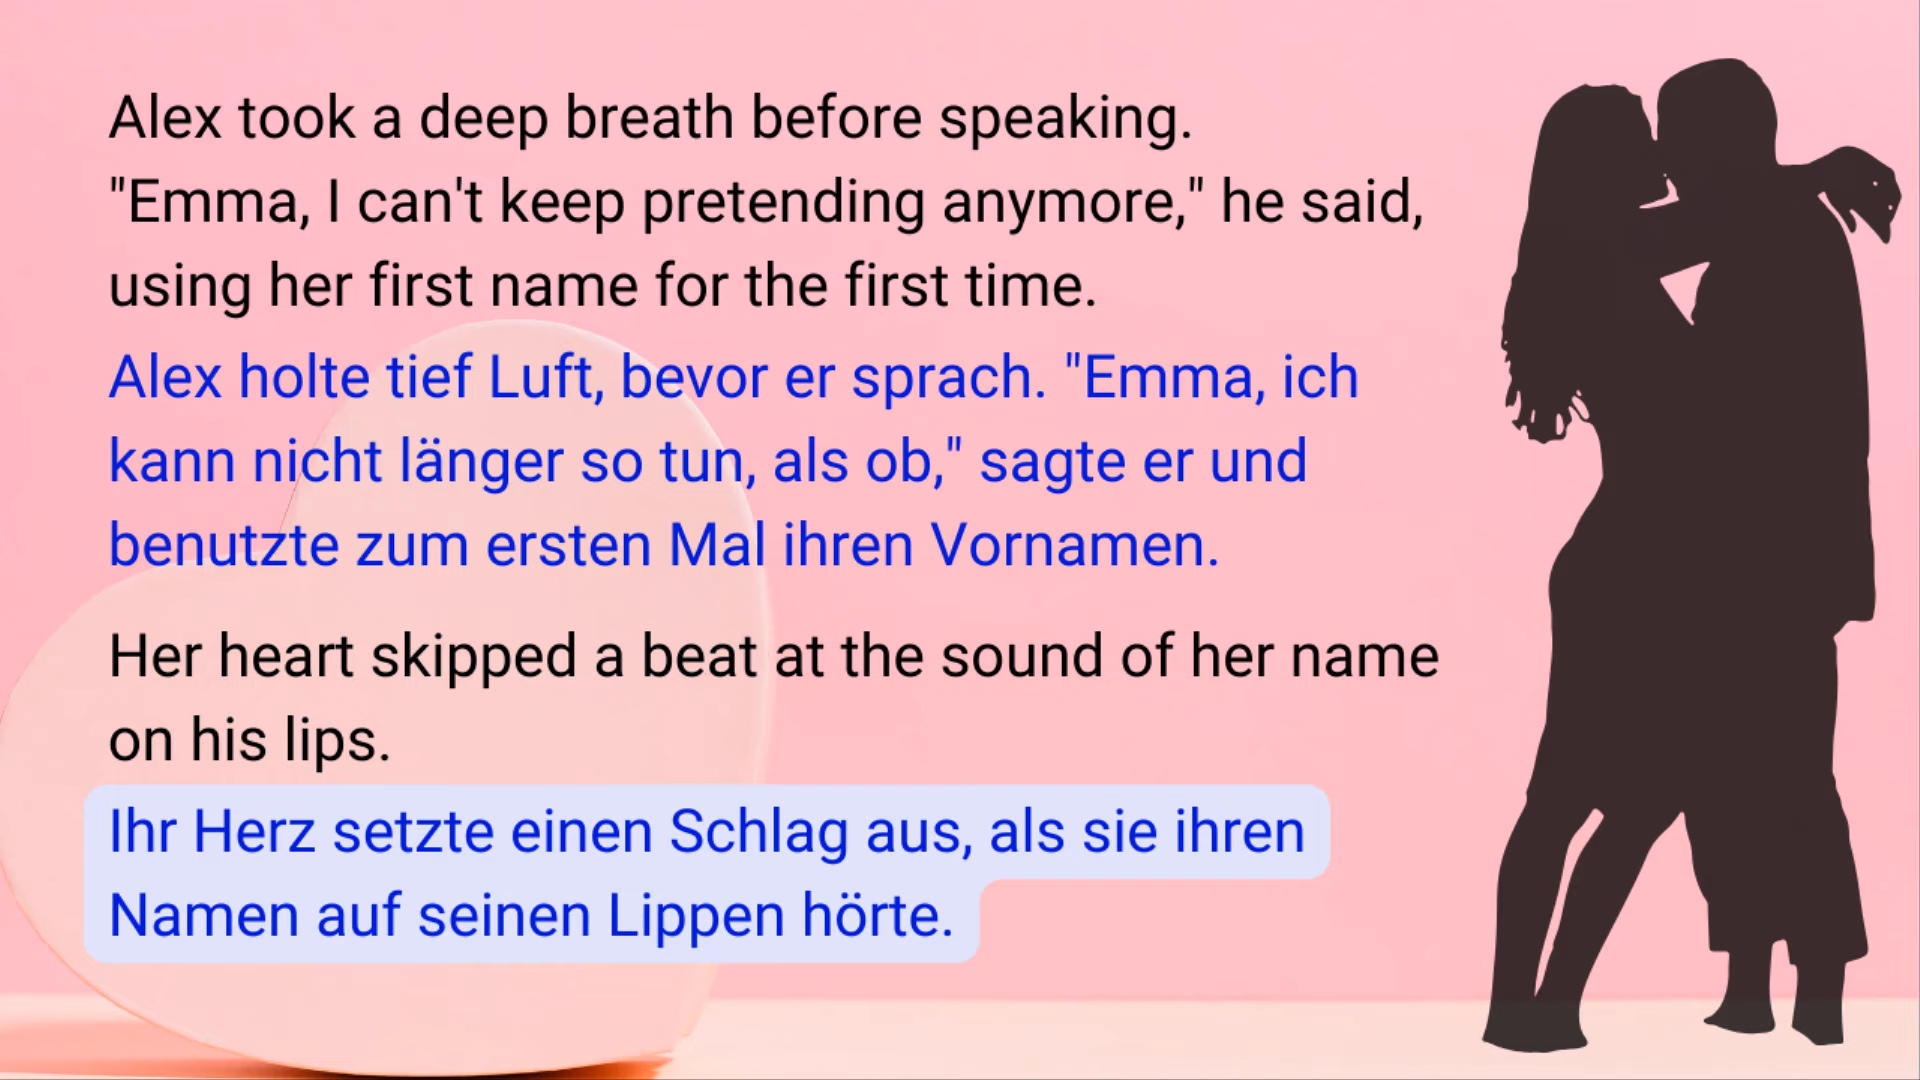 Alex took a deep breath before speaking.
"Emma, I can't keep pretending anymore," he said,
using her first name for the first time.
Alex holte tief Luft, bevor er sprach. "Emma, ich
kann nicht länger so tun, als ob," sagte er und
benutzte zum ersten Mal ihren Vornamen.
Her heart skipped a beat at the sound of her name
on his lips.
Ihr Herz setzte einen Schlag aus, als sie ihren
Namen auf seinen Lippen hörte.